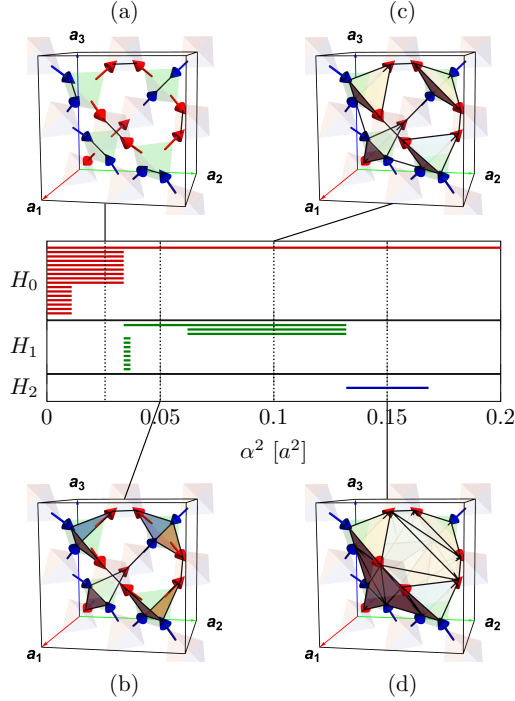 (a) (c)
a3 a3
a2 a2
a1 a1
H0
H1
H2
0 0.05 0.1 0.15 0.2
α² [a²]
a3 a3
a2 a2
a1 a1
(b) (d)